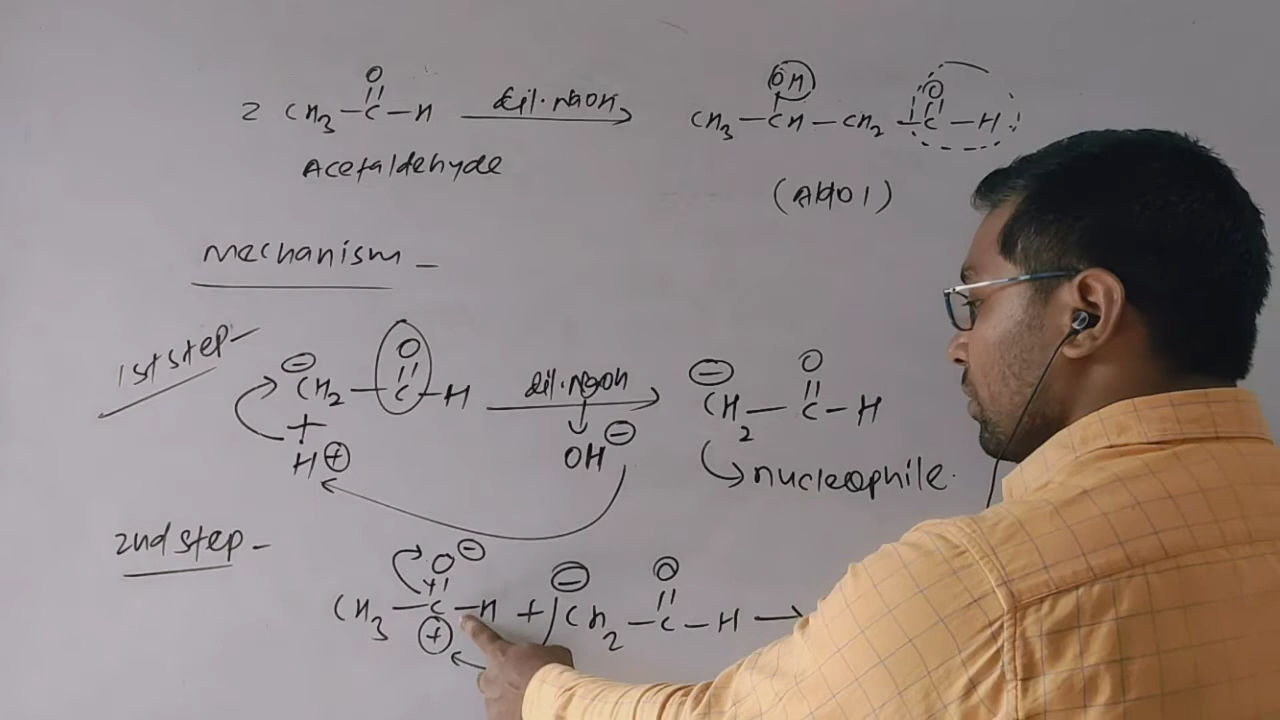 O OH O
2 CH₃—C—H dil. NaOH → CH₃—CH—CH₂—C—H
Acetaldehyde (Aldol)
Mechanism –
1st step – ⊖ O dil. NaOH ⊖ O
CH₂—C—H → CH₂—C—H
+ OH⊖
H⊕ nucleophile.
2nd step – O⊖ ⊖ O
CH₃—C—H + CH₂—C—H →
⊕